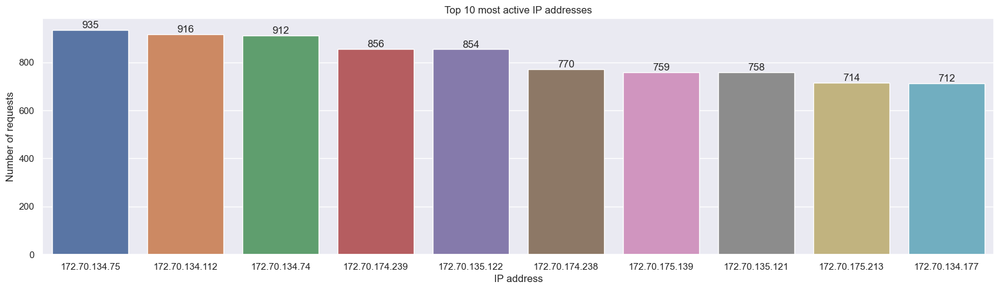 Top 10 most active IP addresses
935 916 912 856 854 770 759 758 714 712
Number of requests
800
600
400
200
0
172.70.134.75 172.70.134.112 172.70.134.74 172.70.174.239 172.70.135.122 172.70.174.238 172.70.175.139 172.70.135.121 172.70.175.213 172.70.134.177
IP address